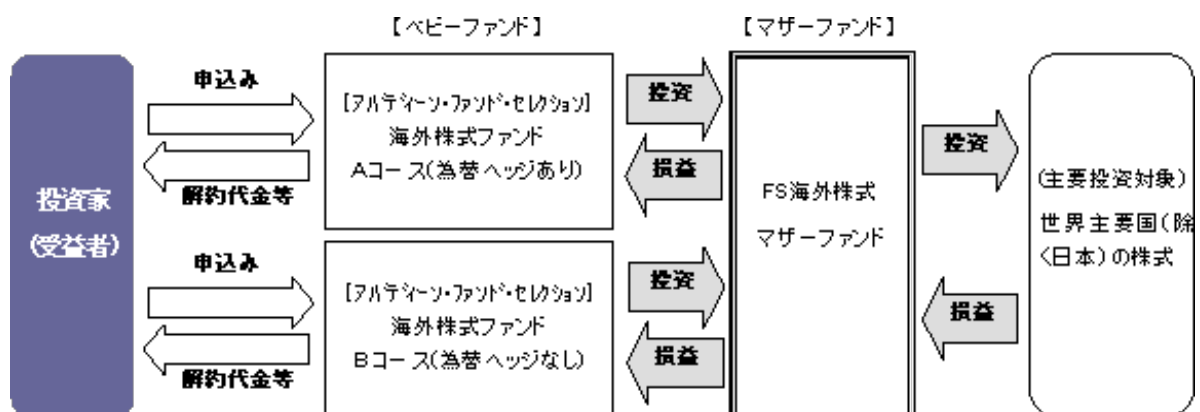 【ベビーファンド】
【マザーファンド】
投資家
(受益者)
申込み
解約代金等
[アルティーン・ファンド・セレクション]
海外株式ファンド
Aコース(為替ヘッジあり)
投資
損益
申込み
解約代金等
[アルティーン・ファンド・セレクション]
海外株式ファンド
Bコース(為替ヘッジなし)
投資
損益
FS海外株式
マザーファンド
投資
損益
(主要投資対象)
世界主要国(除
く日本)の株式